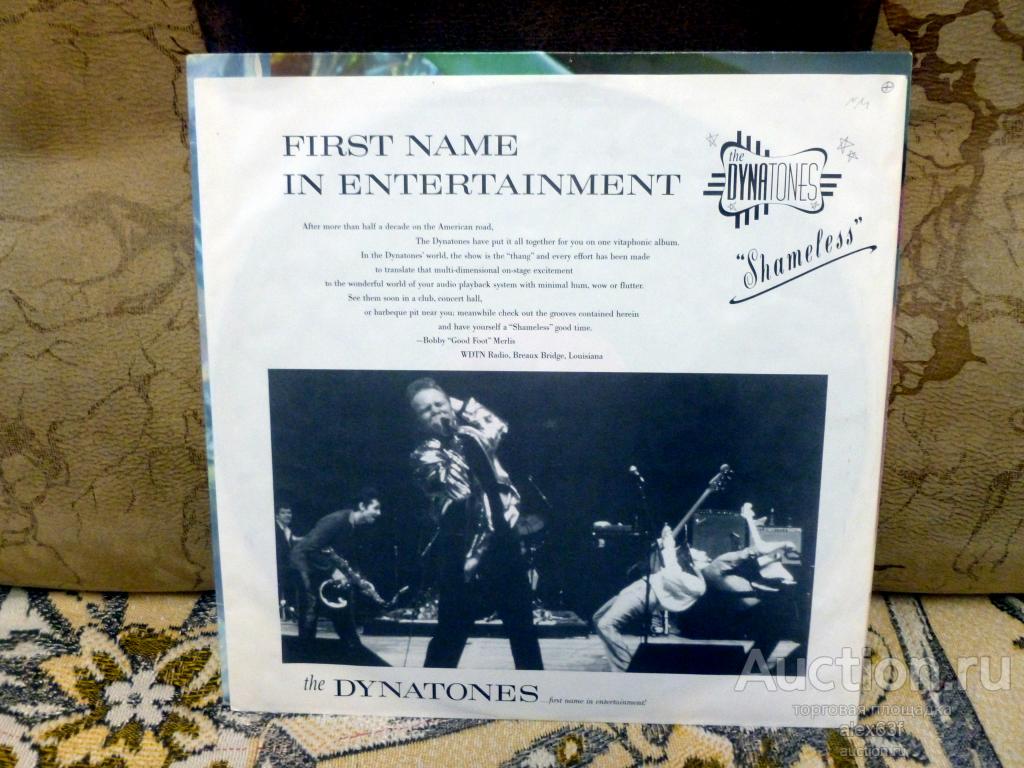 FIRST NAME
IN ENTERTAINMENT
NM
the
DYNATONES
"Shameless"
After more than half a decade on the American road,
The Dynatones have put it all together for you on one vitaphonic album.
In the Dynatones' world, the show is the "thang" and every effort has been made
to translate that multi-dimensional on-stage excitement
to the wonderful world of your audio playback system with minimal hum, wow or flutter.
See them soon in a club, concert hall,
or barbeque pit near you; meanwhile check out the grooves contained herein
and have yourself a "Shameless" good time.
—Bobby "Good Foot" Merlis
WDTN Radio, Breaux Bridge, Louisiana
the DYNATONES ...first name in entertainment!
Auction.ru
торговая площадка
alex63f
auction.ru